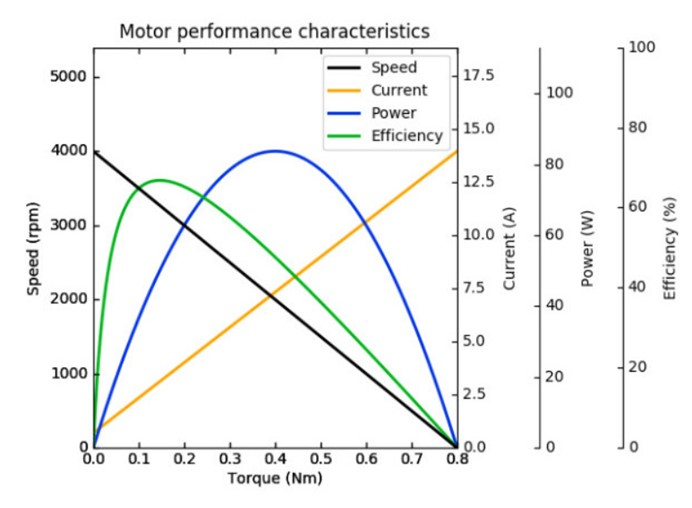 Motor performance characteristics
Speed
Current
Power
Efficiency
Speed (rpm)
5000
4000
3000
2000
1000
0
0.0 0.1 0.2 0.3 0.4 0.5 0.6 0.7 0.8
Torque (Nm)
17.5
15.0
12.5
10.0
7.5
5.0
2.5
0.0
Current (A)
100
80
60
40
20
0
Power (W)
100
80
60
40
20
0
Efficiency (%)